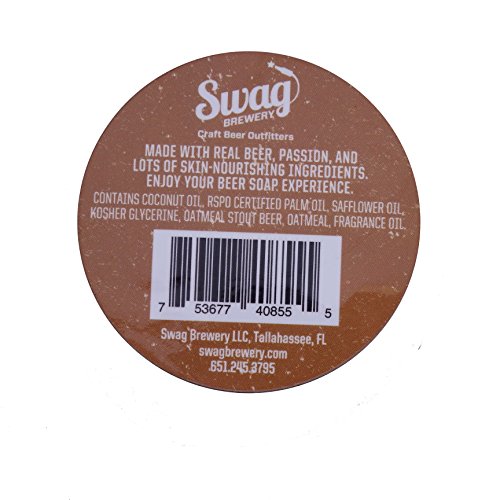 Swag
BREWERY
Craft Beer Outfitters
MADE WITH REAL BEER, PASSION, AND
LOTS OF SKIN-NOURISHING INGREDIENTS.
ENJOY YOUR BEER SOAP EXPERIENCE.
CONTAINS COCONUT OIL, RSPO CERTIFIED PALM OIL, SAFFLOWER OIL,
KOSHER GLYCERINE, OATMEAL STOUT BEER, OATMEAL, FRAGRANCE OIL.
7 53677 40855 5
Swag Brewery LLC, Tallahassee, FL
swagbrewery.com
651.245.3795